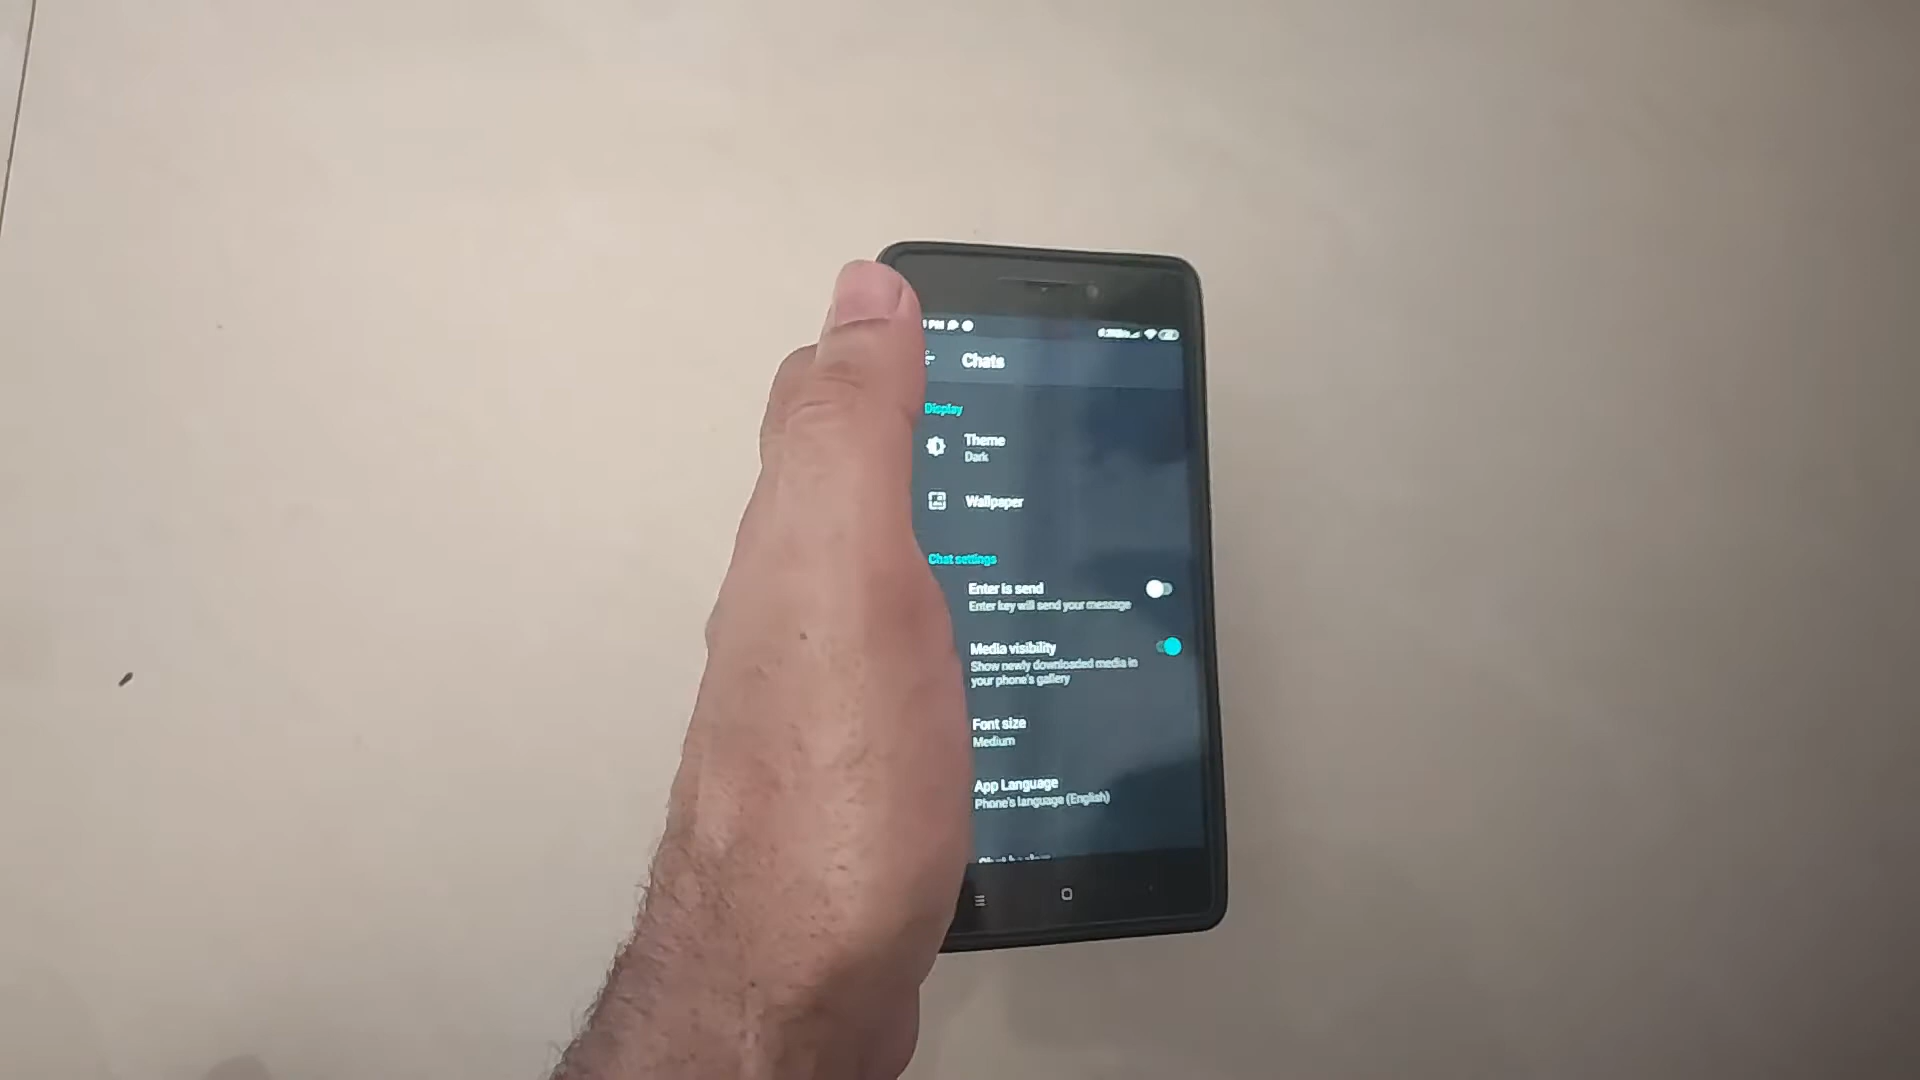 PM
Chats
Display
Theme
Dark
Wallpaper
Chat settings
Enter is send
Enter key will send your message
Media visibility
Show newly downloaded media in
your phone's gallery
Font size
Medium
App Language
Phone's language (English)